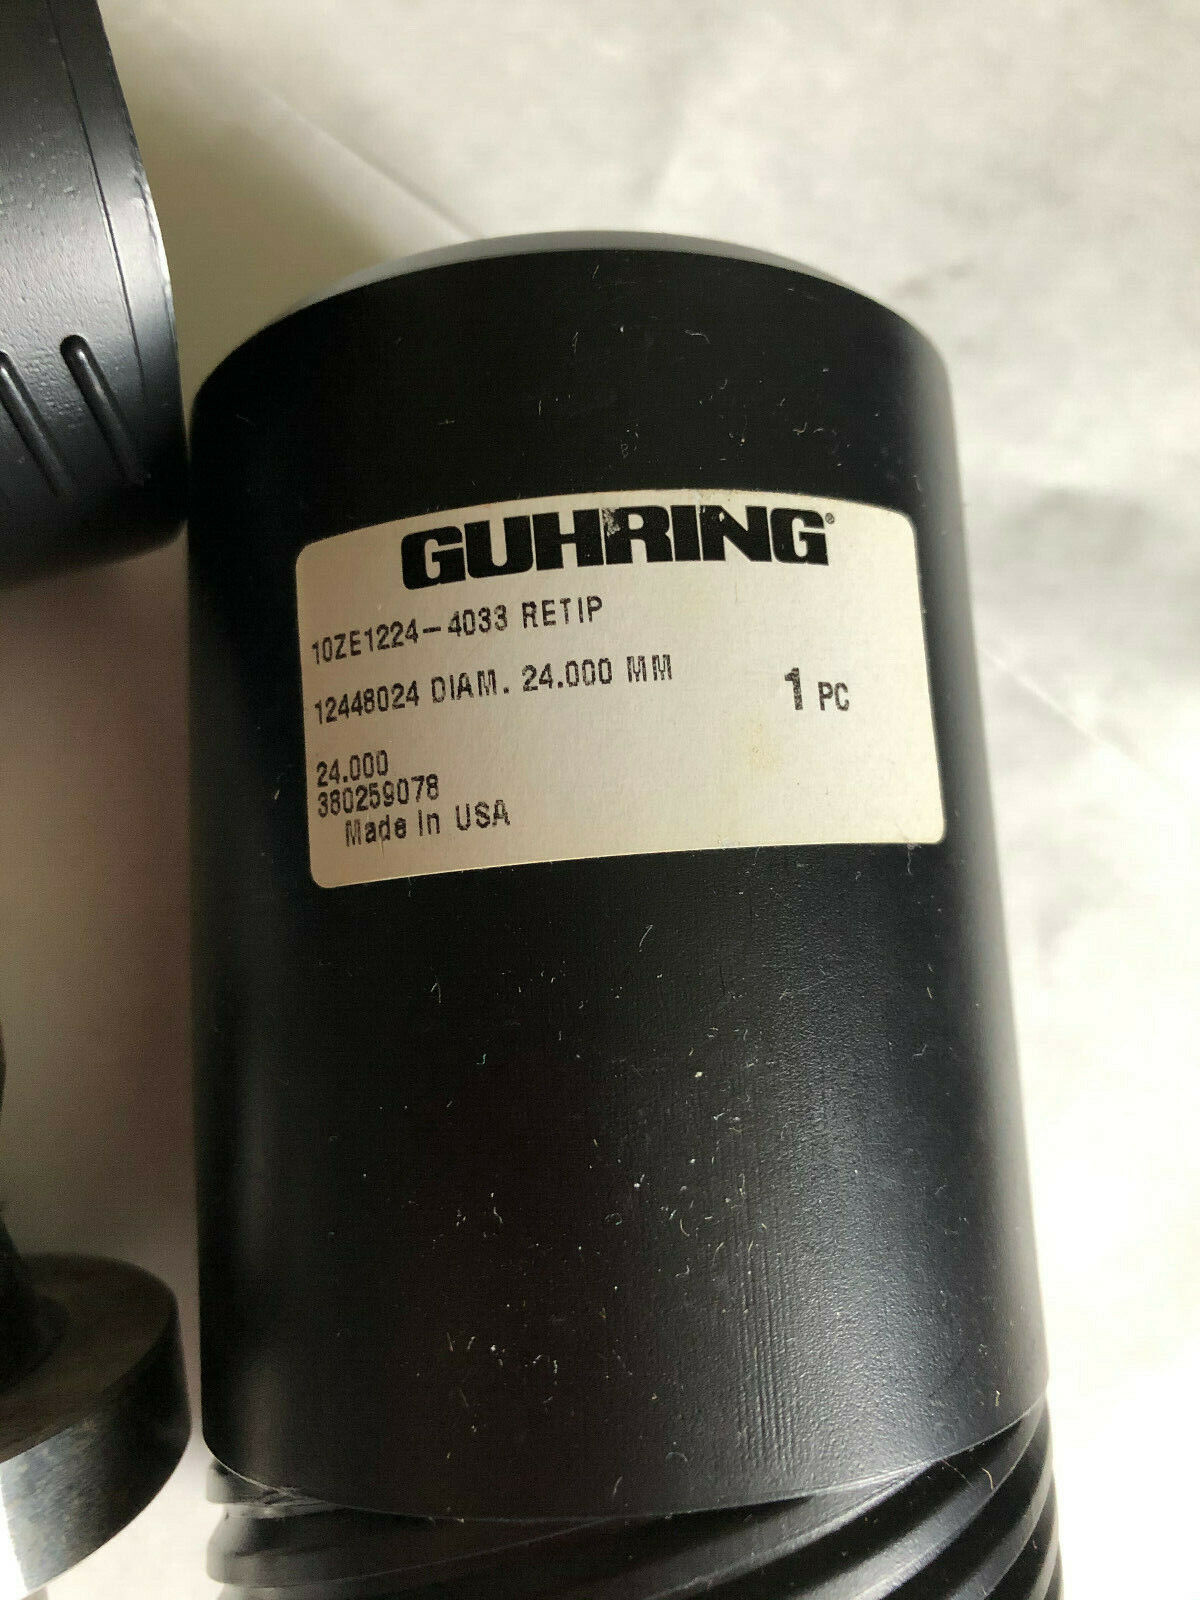 GUHRING®
10ZE1224-4033 RETIP
12448024 DIAM. 24.000 MM
1 PC
24.000
380259078
Made In USA